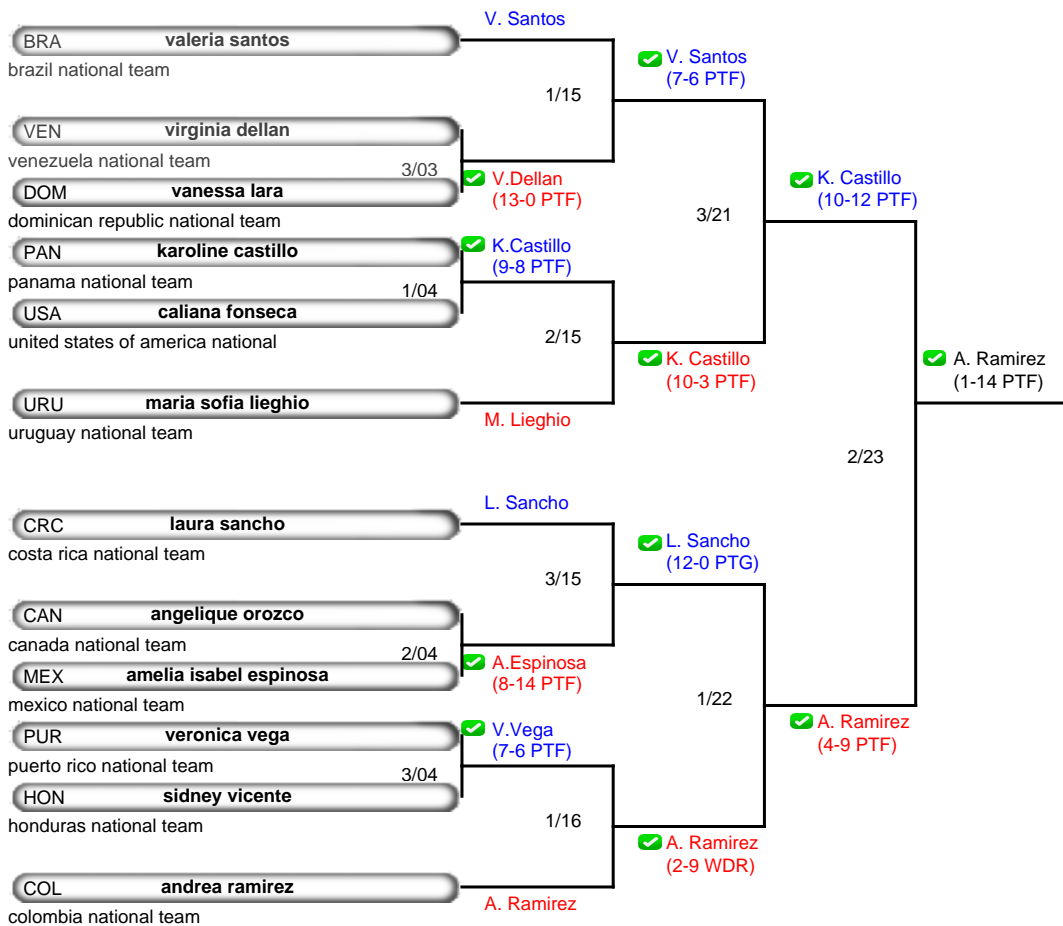 V. Santos
BRA valeria santos
brazil national team
V. Santos
(7-6 PTF)
1/15
VEN virginia dellan
venezuela national team
3/03
V.Dellan
(13-0 PTF)
DOM vanessa lara
dominican republic national team
K. Castillo
(10-12 PTF)
3/21
PAN karoline castillo
panama national team
K.Castillo
(9-8 PTF)
1/04
USA caliana fonseca
united states of america national
2/15
K. Castillo
(10-3 PTF)
A. Ramirez
(1-14 PTF)
URU maria sofia lieghio
uruguay national team
M. Lieghio
2/23
L. Sancho
CRC laura sancho
costa rica national team
L. Sancho
(12-0 PTG)
3/15
CAN angelique orozco
canada national team
2/04
A.Espinosa
(8-14 PTF)
MEX amelia isabel espinosa
mexico national team
1/22
A. Ramirez
(4-9 PTF)
PUR veronica vega
puerto rico national team
V.Vega
(7-6 PTF)
3/04
HON sidney vicente
honduras national team
1/16
A. Ramirez
(2-9 WDR)
COL andrea ramirez
colombia national team
A. Ramirez